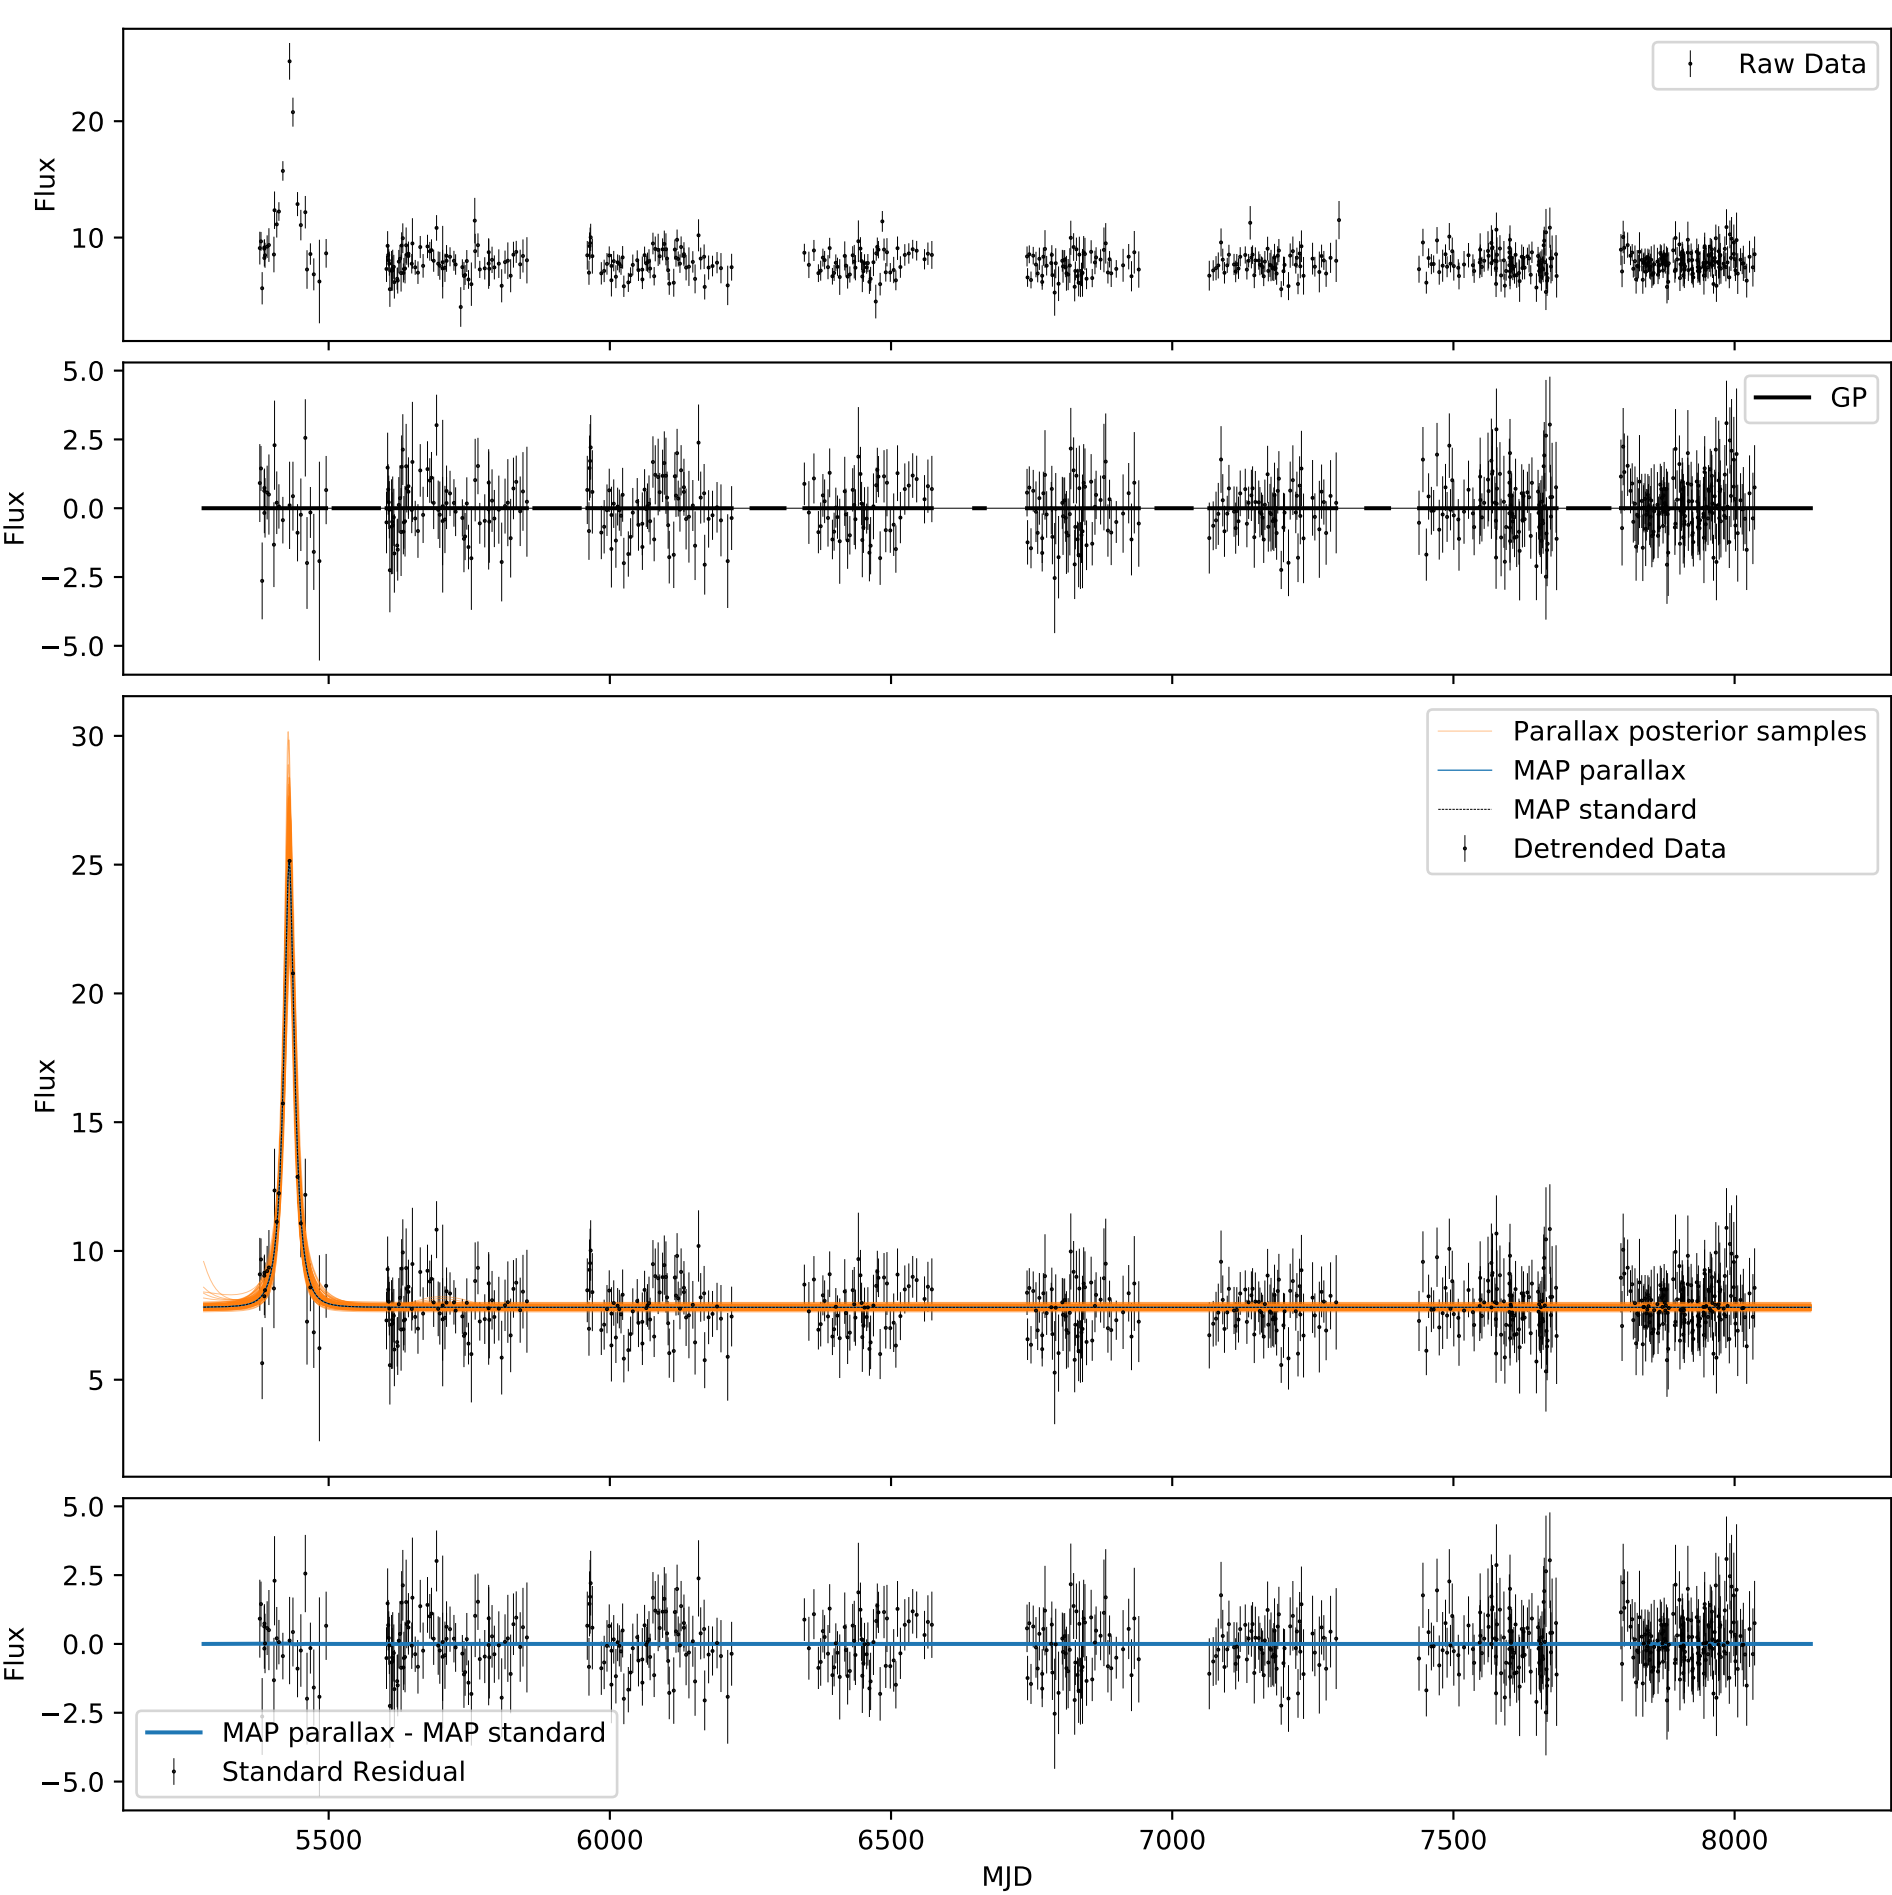 Raw Data
Flux
20
10
GP
Flux
5.0
2.5
0.0
−2.5
−5.0
Parallax posterior samples
MAP parallax
MAP standard
Detrended Data
Flux
30
25
20
15
10
5
Flux
5.0
2.5
0.0
−2.5
−5.0
MAP parallax - MAP standard
Standard Residual
5500 6000 6500 7000 7500 8000
MJD